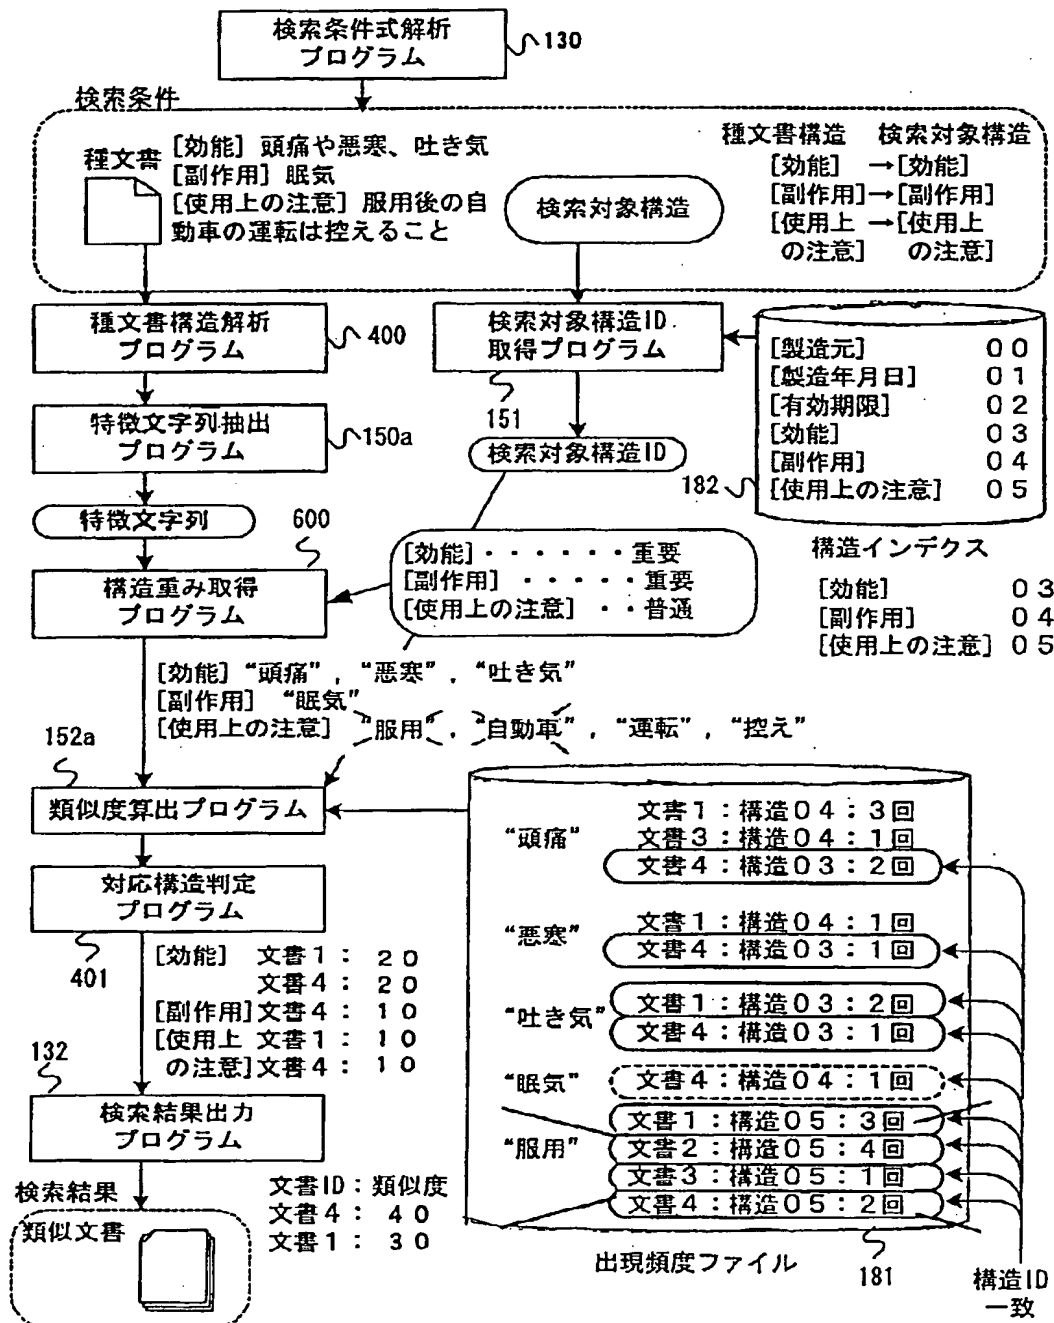 検索条件式解析
プログラム
130
検索条件
種文書
[効能] 頭痛や悪寒、吐き気
[副作用] 眠気
[使用上の注意] 服用後の自
動車の運転は控えること
検索対象構造
種文書構造 検索対象構造
[効能] →[効能]
[副作用]→[副作用]
[使用上 →[使用上
の注意] の注意]
種文書構造解析
プログラム
400
検索対象構造ID
取得プログラム
151
[製造元] 00
[製造年月日] 01
[有効期限] 02
[効能] 03
[副作用] 04
[使用上の注意] 05
182
構造インデクス
特徴文字列抽出
プログラム
150a
検索対象構造ID
特徴文字列
600
構造重み取得
プログラム
[効能]・・・・・・重要
[副作用]・・・・・重要
[使用上の注意]・・普通
[効能] 03
[副作用] 04
[使用上の注意] 05
[効能] “頭痛”, “悪寒”, “吐き気”
[副作用] “眠気”
[使用上の注意] “服用”, “自動車”, “運転”, “控え”
152a
類似度算出プログラム
“頭痛”
文書1:構造04:3回
文書3:構造04:1回
文書4:構造03:2回
“悪寒”
文書1:構造04:1回
文書4:構造03:1回
“吐き気”
文書1:構造03:2回
文書4:構造03:1回
“眠気”
文書4:構造04:1回
“服用”
文書1:構造05:3回
文書2:構造05:4回
文書3:構造05:1回
文書4:構造05:2回
出現頻度ファイル
181
構造ID
一致
対応構造判定
プログラム
401
[効能] 文書1: 20
文書4: 20
[副作用]文書4: 10
[使用上 文書1: 10
の注意]文書4: 10
132
検索結果出力
プログラム
検索結果
類似文書
文書ID:類似度
文書4: 40
文書1: 30